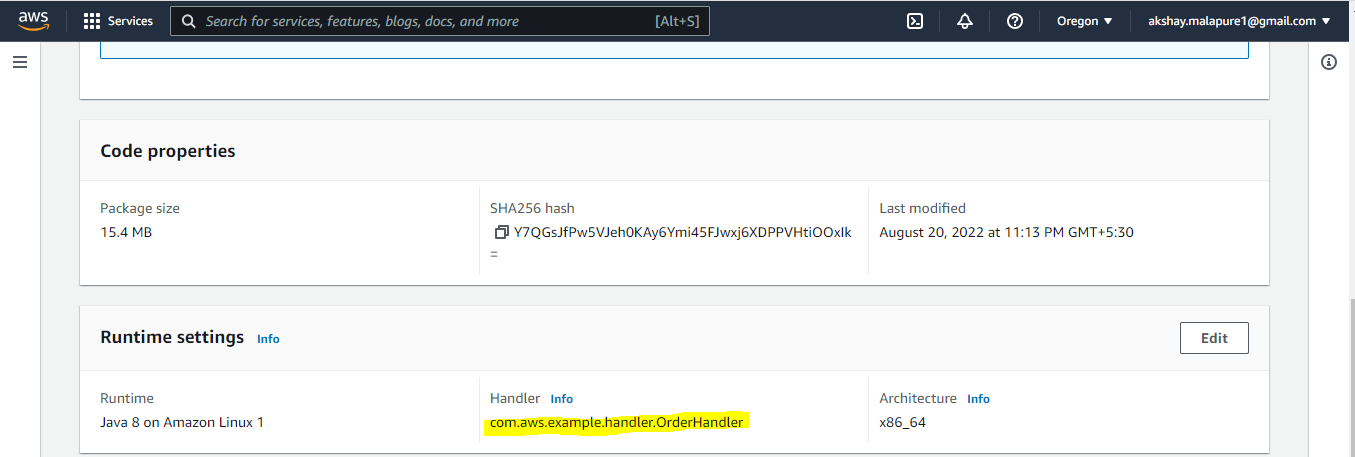 aws
Services
Search for services, features, blogs, docs, and more
[Alt+S]
Oregon
akshay.malapure1@gmail.com
Code properties
Package size
15.4 MB
SHA256 hash
Y7QGsJfPw5VJeh0KAy6Ymi45FJwxj6XDPPVHtiOOxIk
=
Last modified
August 20, 2022 at 11:13 PM GMT+5:30
Runtime settings Info
Edit
Runtime
Java 8 on Amazon Linux 1
Handler Info
com.aws.example.handler.OrderHandler
Architecture Info
x86_64